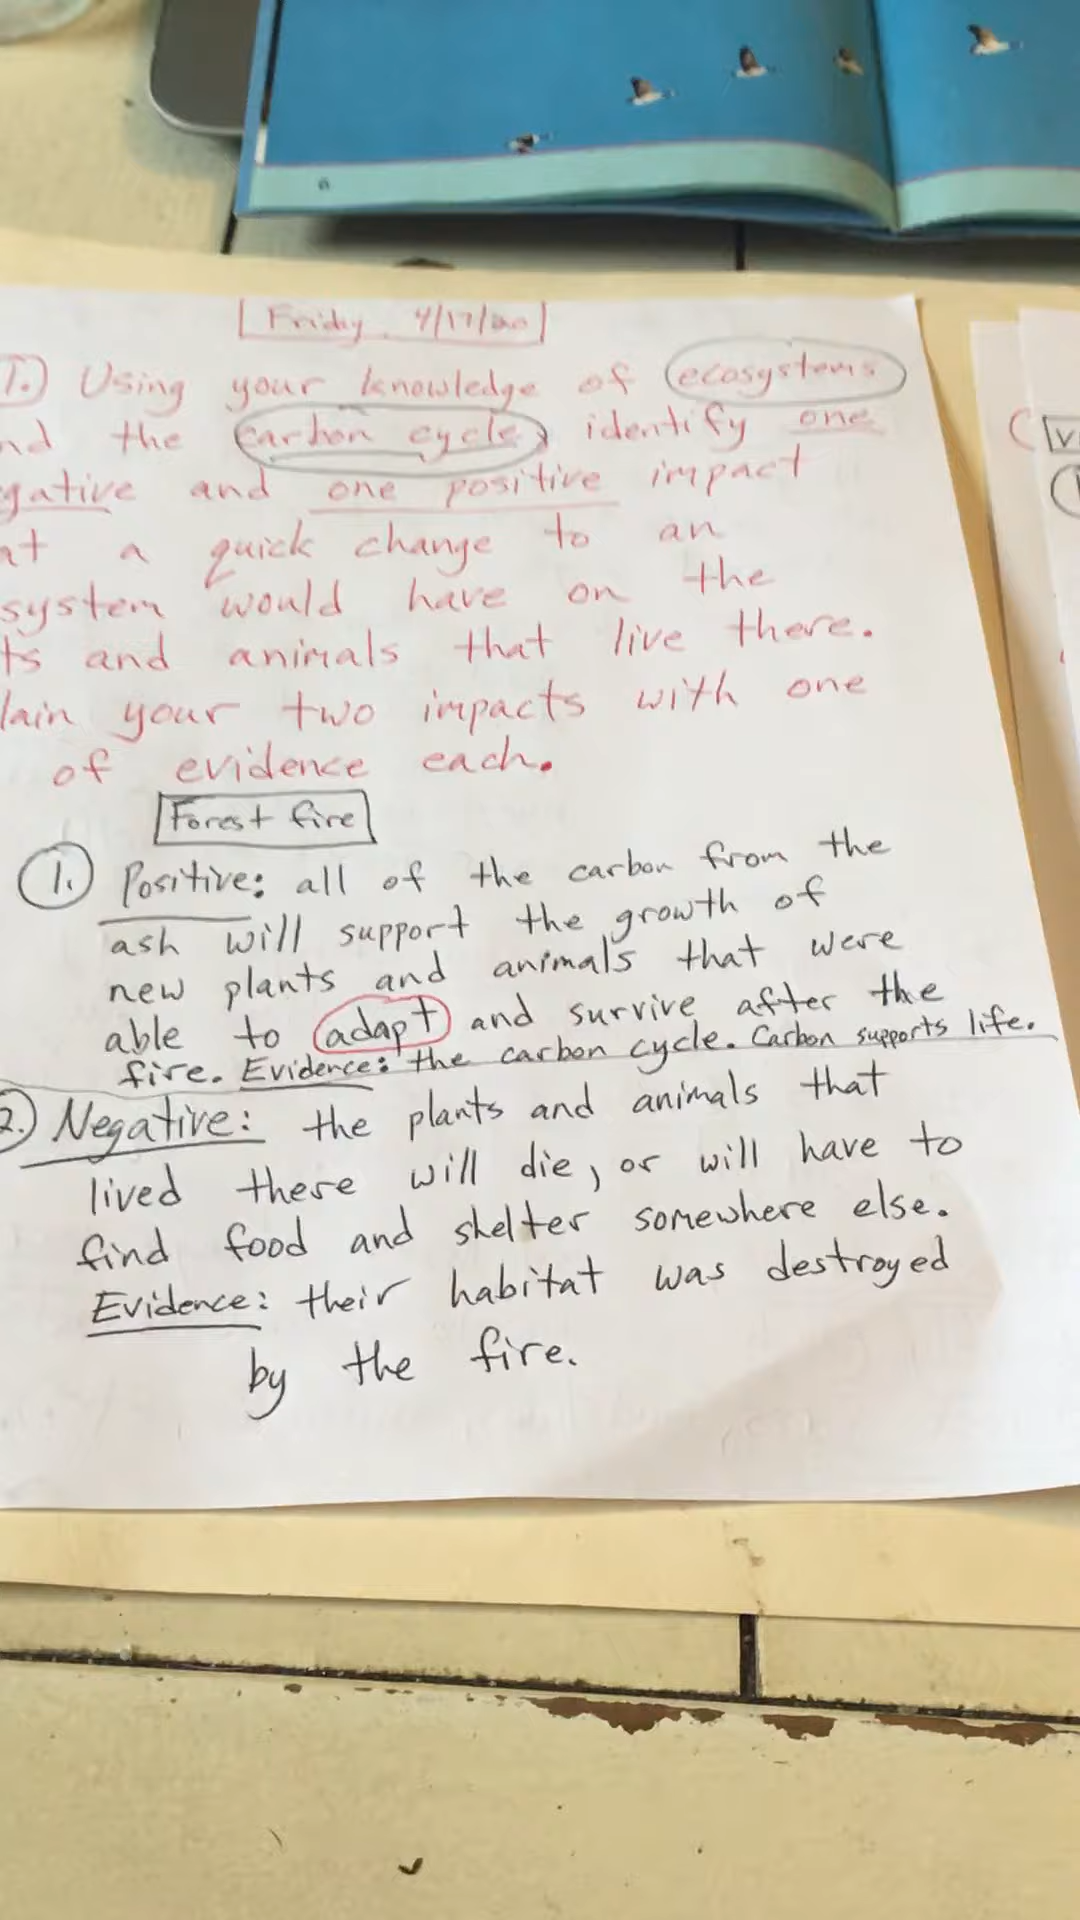 Friday 4/17/20
1.) Using your knowledge of ecosystems
nd the carbon cycle, identify one
gative and one positive impact
at a quick change to an
system would have on the
ts and animals that live there.
lain your two impacts with one
of evidence each.
Forest fire
1. Positive: all of the carbon from the
ash will support the growth of
new plants and animals that were
able to adapt and survive after the
fire. Evidence: the carbon cycle. Carbon supports life.
2.) Negative: the plants and animals that
lived there will die, or will have to
find food and shelter somewhere else.
Evidence: their habitat was destroyed
by the fire.